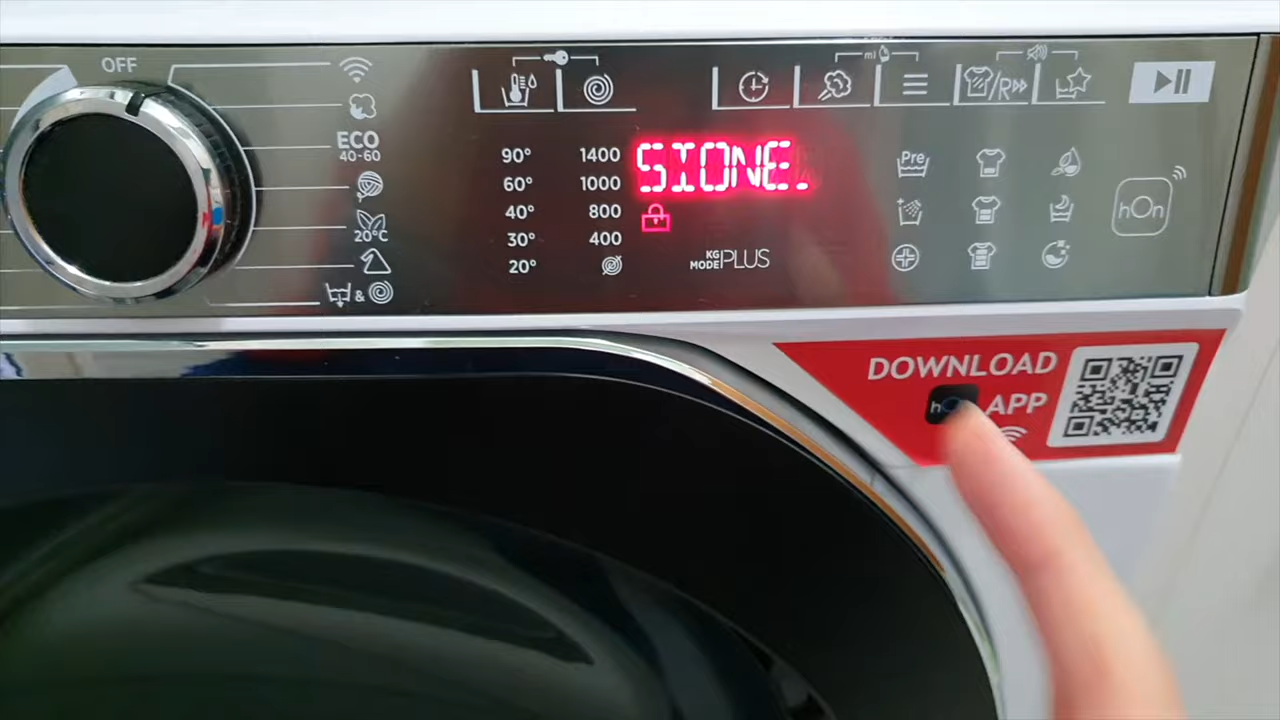 OFF
ECO
40-60
20°C
90° 1400
60° 1000
40° 800
30° 400
20°
SIONE.
KG
MODE PLUS
mi
/R
Pre
hOn
DOWNLOAD
hOn APP